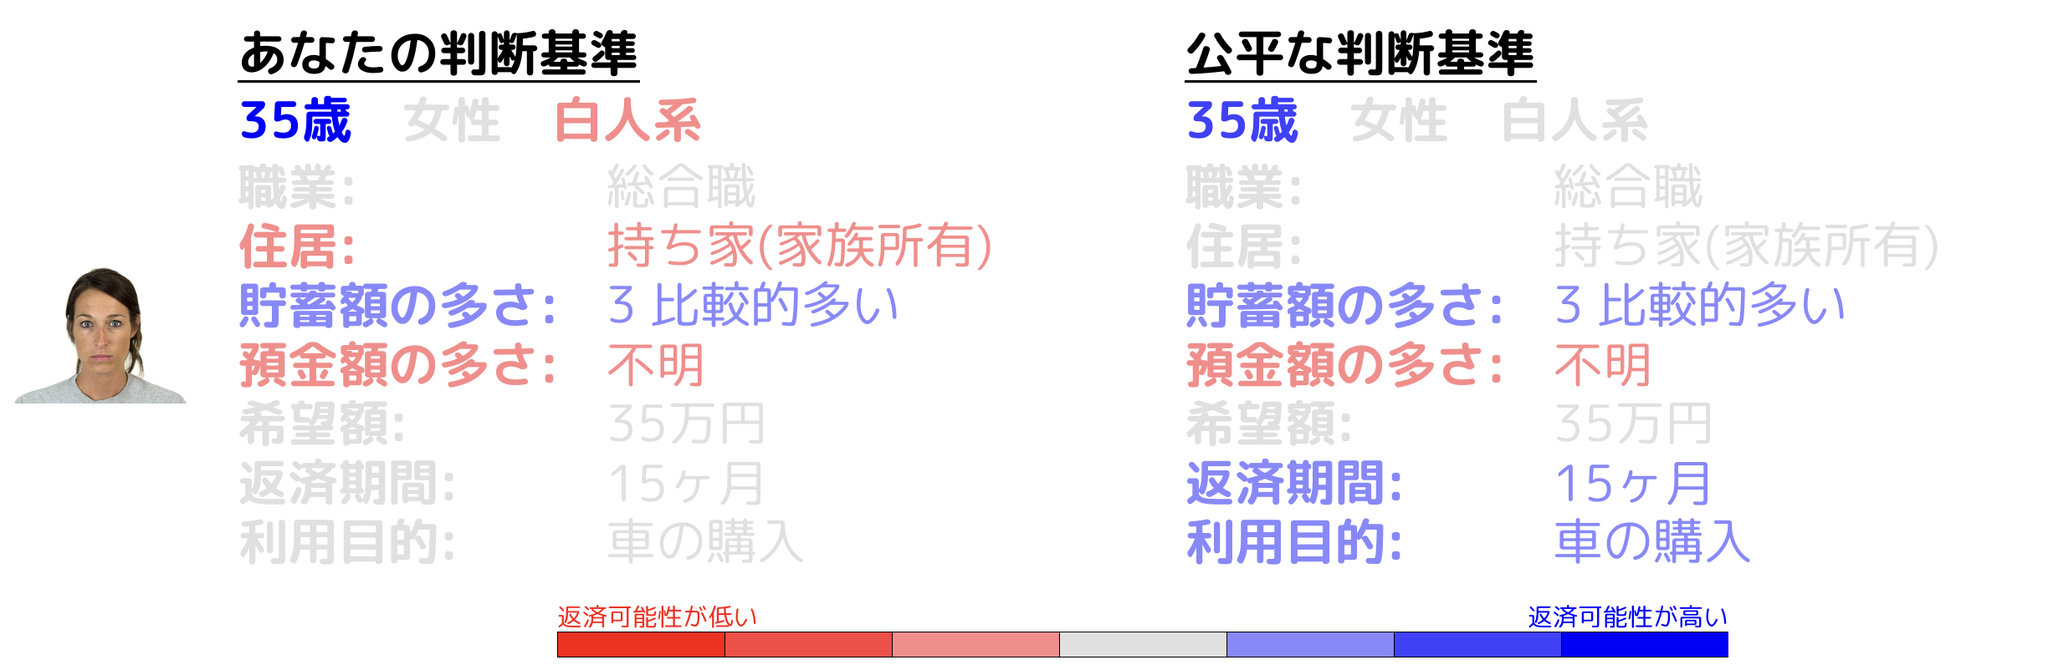 あなたの判断基準
35歳 女性 白人系
職業: 総合職
住居: 持ち家(家族所有)
貯蓄額の多さ: 3 比較的多い
預金額の多さ: 不明
希望額: 35万円
返済期間: 15ヶ月
利用目的: 車の購入
公平な判断基準
35歳 女性 白人系
職業: 総合職
住居: 持ち家(家族所有)
貯蓄額の多さ: 3 比較的多い
預金額の多さ: 不明
希望額: 35万円
返済期間: 15ヶ月
利用目的: 車の購入
返済可能性が低い
返済可能性が高い